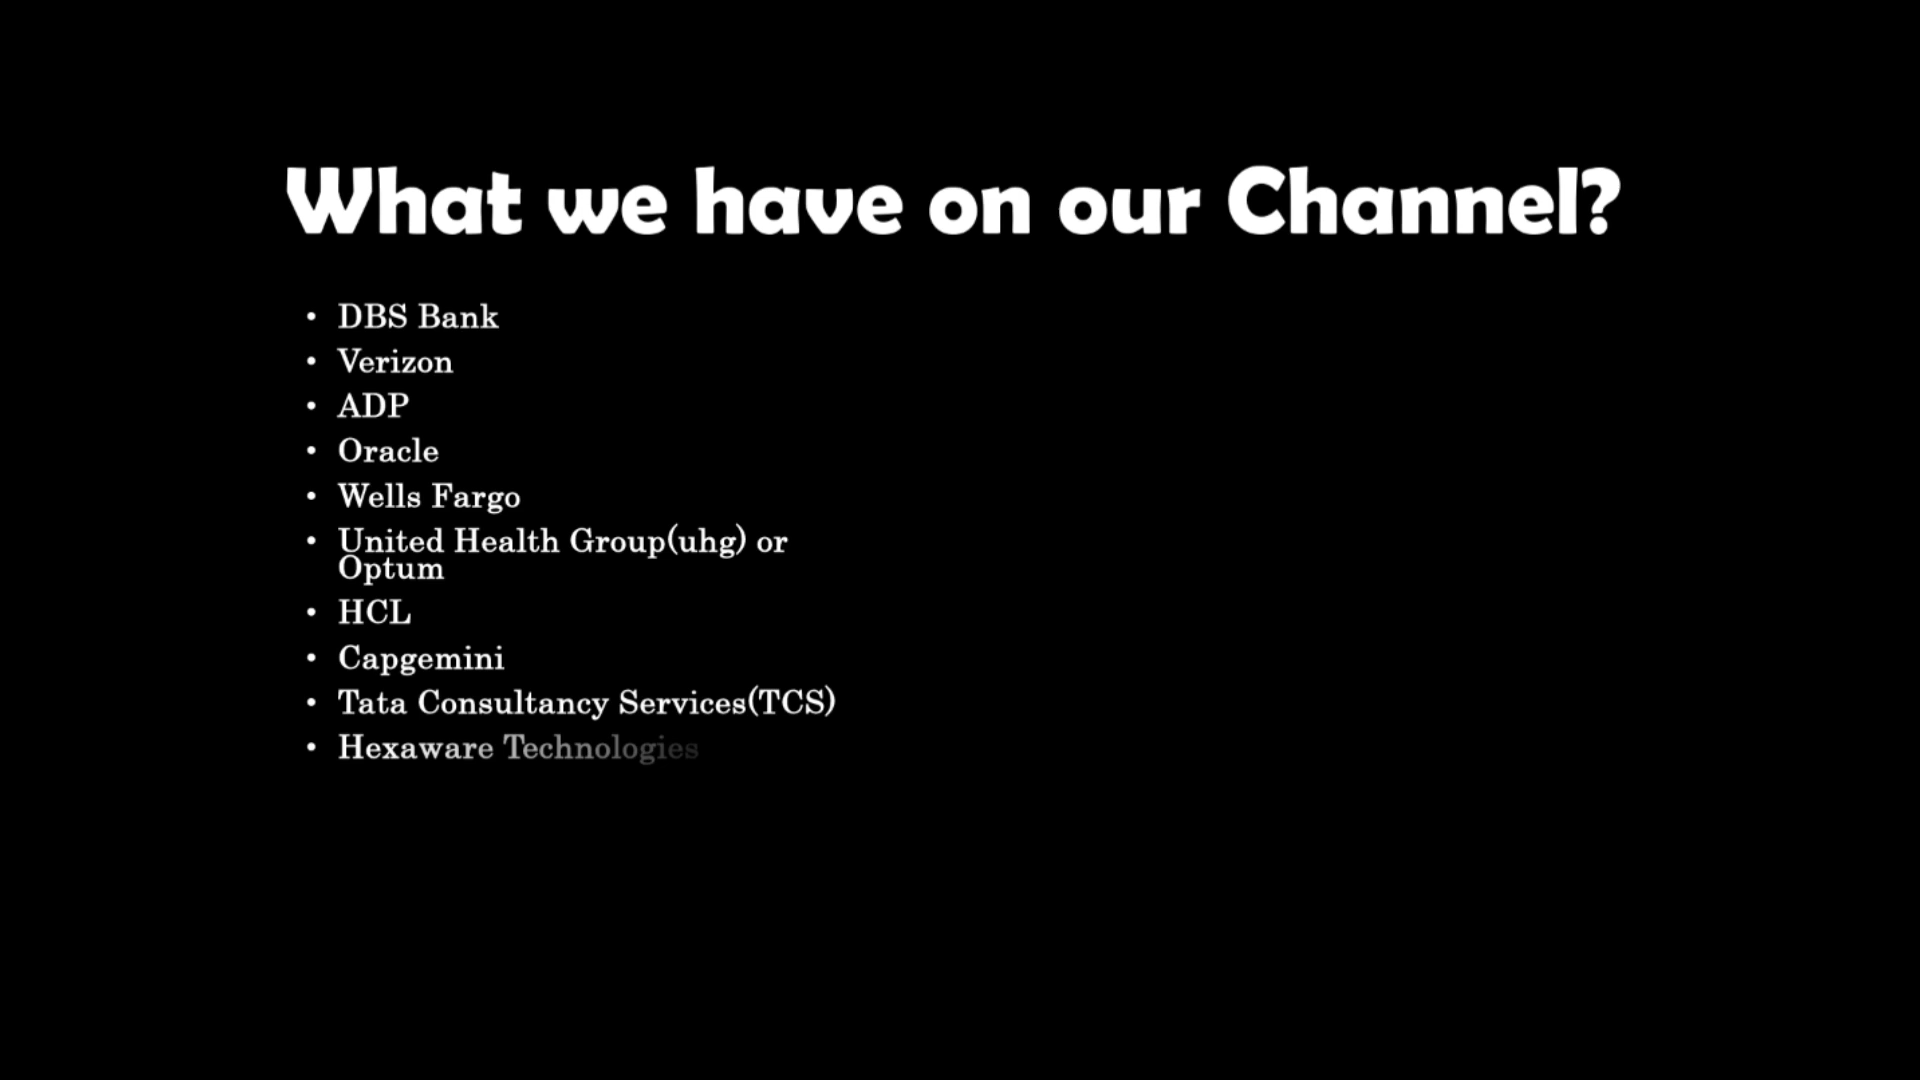 What we have on our Channel?
• DBS Bank
• Verizon
• ADP
• Oracle
• Wells Fargo
• United Health Group(uhg) or
Optum
• HCL
• Capgemini
• Tata Consultancy Services(TCS)
• Hexaware Technologies